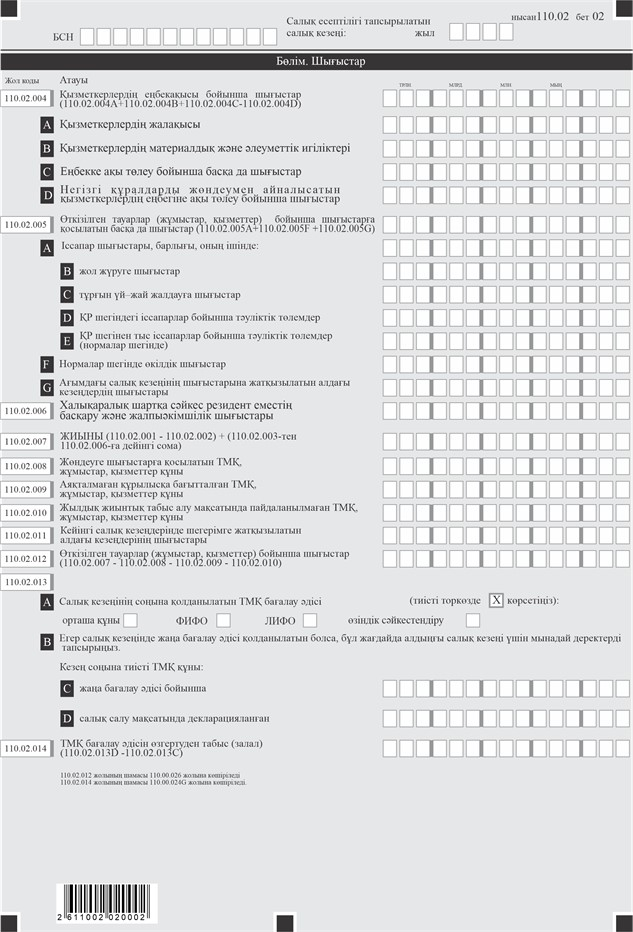 нысан110.02 бет 02
Салық есептілігі тапсырылатын
БСН салық кезеңі: жыл
Бөлім. Шығыстар
Жол коды Атауы
трлн млрд млн мың
110.02.004 Қызметкерлердің еңбекақысы бойынша шығыстар
(110.02.004A+110.02.004B+110.02.004C-110.02.004D)
A Қызметкерлердің жалақысы
B Қызметкерлердің материалдық және әлеуметтік игіліктері
C Еңбекке ақы төлеу бойынша басқа да шығыстар
D Негізгі құралдарды жөндеумен айналысатын
қызметкерлердің еңбегіне ақы төлеу бойынша шығыстар
110.02.005 Өткізілген тауарлар (жұмыстар, қызметтер) бойынша шығыстарға
қосылатын басқа да шығыстар (110.02.005A+110.02.005F +110.02.005G)
A Іссапар шығыстары, барлығы, оның ішінде:
B жол жүруге шығыстар
C тұрғын үй–жай жалдауға шығыстар
D ҚР шегіндегі іссапарлар бойынша тәуліктік төлемдер
E ҚР шегінен тыс іссапарлар бойынша тәуліктік төлемдер
(нормалар шегінде)
F Нормалар шегінде өкілдік шығыстар
G Ағымдағы салық кезеңінің шығыстарына жатқызылатын алдағы
кезеңдердің шығыстары
110.02.006 Халықаралық шартқа сәйкес резидент еместің
басқару және жалпыәкімшілік шығыстары
110.02.007 ЖИЫНЫ (110.02.001 - 110.02.002) + (110.02.003-тен
110.02.006-ға дейінгі сома)
110.02.008 Жөндеуге шығыстарға қосылатын ТМҚ,
жұмыстар, қызметтер құны
110.02.009 Аяқталмаған құрылысқа бағытталған ТМҚ,
жұмыстар, қызметтер құны
110.02.010 Жылдық жиынтық табыс алу мақсатында пайдаланылмаған ТМҚ,
жұмыстар, қызметтер құны
110.02.011 Кейінгі салық кезеңдерінде шегерімге жатқызылатын
алдағы кезеңдерінің шығыстары
110.02.012 Өткізілген тауарлар (жұмыстар, қызметтер) бойынша шығыстар
(110.02.007 - 110.02.008 - 110.02.009 - 110.02.010)
110.02.013
A Салық кезеңінің соңына қолданылатын ТМҚ бағалау әдісі (тиісті торкөзде X көрсетіңіз):
орташа құны ФИФО ЛИФО өзіндік сәйкестендіру
B Егер салық кезеңінде жаңа бағалау әдісі қолданылатын болса, бұл жағдайда алдыңғы салық кезеңі үшін мынадай деректерді
тапсырыңыз.
Кезең соңына тиісті ТМҚ құны:
C жаңа бағалау әдісі бойынша
D салық салу мақсатында декларацияланған
110.02.014 ТМҚ бағалау әдісін өзгертуден табыс (залал)
(110.02.013D -110.02.013C)
110.02.012 жолының шамасы 110.00.026 жолына көшіріледі
110.02.014 жолының шамасы 110.00.024G жолына көшіріледі.
2 611002 020002